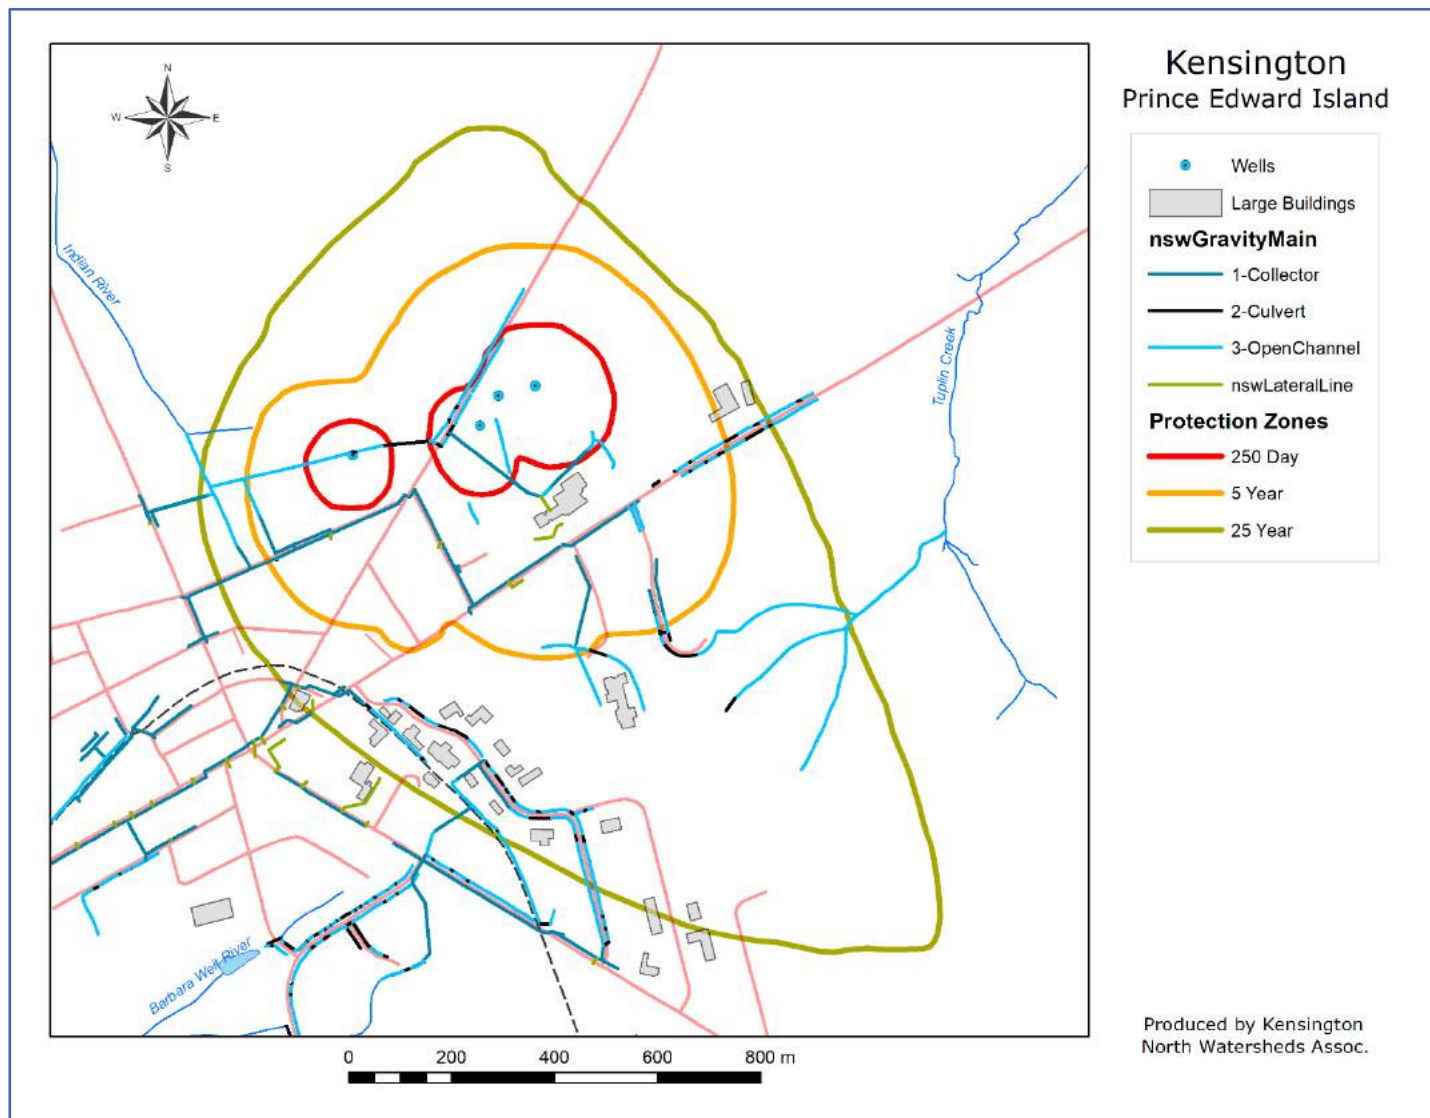 Kensington
Prince Edward Island
N
W
E
S
Indian River
Tuplin Creek
Barbara Weit River
Wells
Large Buildings
nswGravityMain
1-Collector
2-Culvert
3-OpenChannel
nswLateralLine
Protection Zones
250 Day
5 Year
25 Year
0 200 400 600 800 m
Produced by Kensington
North Watersheds Assoc.